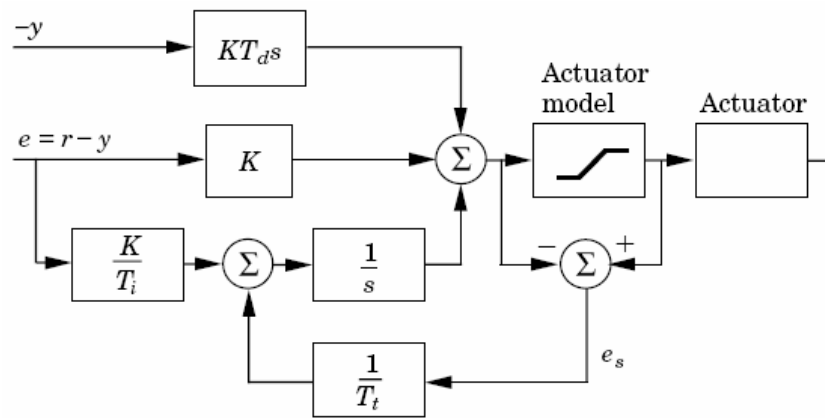 –y
KT_d s
Actuator
model
Actuator
e = r – y
K
Σ
K
T_i
Σ
1
s
–
Σ
+
1
T_t
e_s